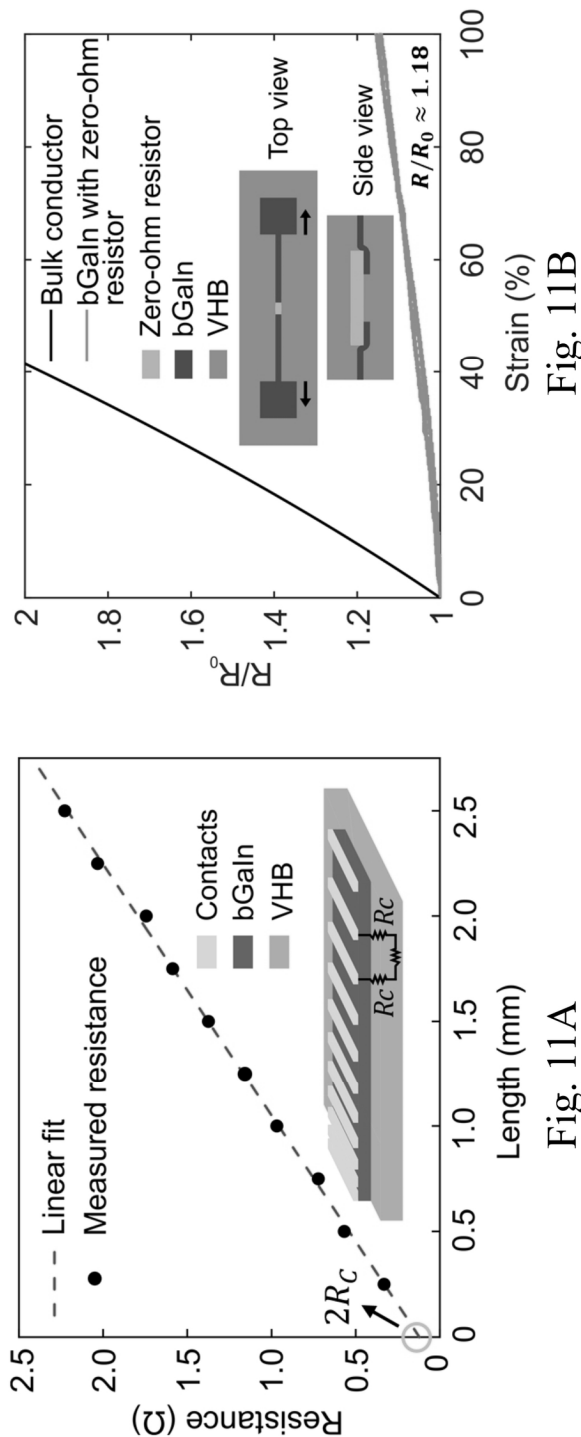 2.5
2.0
1.5
1.0
0.5
0
Resistance (Ω)
Linear fit
Measured resistance
2R_C
Contacts
bGaIn
VHB
Rc
Rc
0
0.5
1.0
1.5
2.0
2.5
Length (mm)
Fig. 11A
2
1.8
1.6
1.4
1.2
1
R/R₀
Bulk conductor
bGaIn with zero-ohm
resistor
Zero-ohm resistor
bGaIn
VHB
Top view
Side view
R/R₀ ≈ 1.18
0
20
40
60
80
100
Strain (%)
Fig. 11B